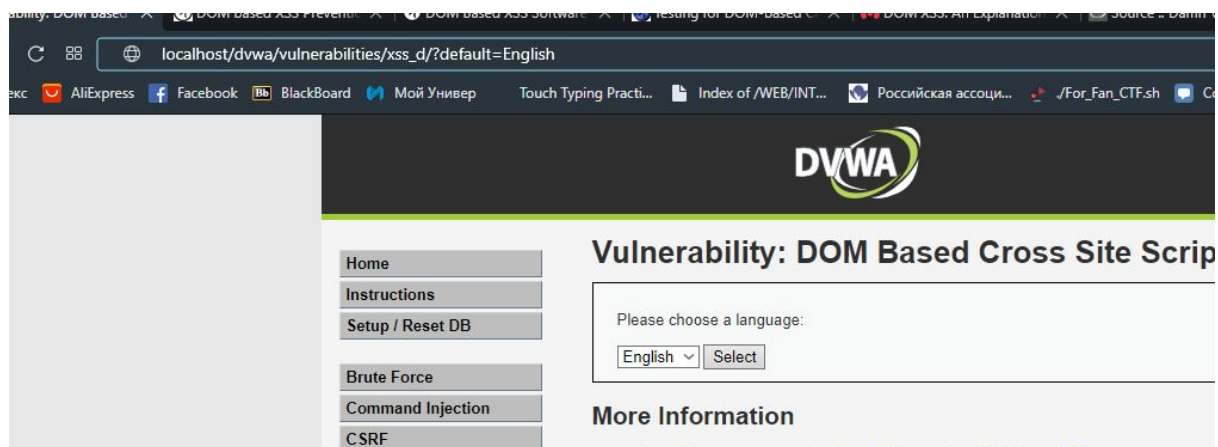 DOM Based XSS Preventic
DOM Based XSS Software
Testing for DOM-Based C
DOM XSS: An Explanation
Source :: Damn
localhost/dvwa/vulnerabilities/xss_d/?default=English
екс AliExpress Facebook BlackBoard Мой Универ Touch Typing Practi... Index of /WEB/INT... Российская ассоци... ./For_Fan_CTF.sh Co
DVWA
Vulnerability: DOM Based Cross Site Scrip
Home
Instructions
Setup / Reset DB
Please choose a language:
English Select
Brute Force
Command Injection
CSRF
More Information